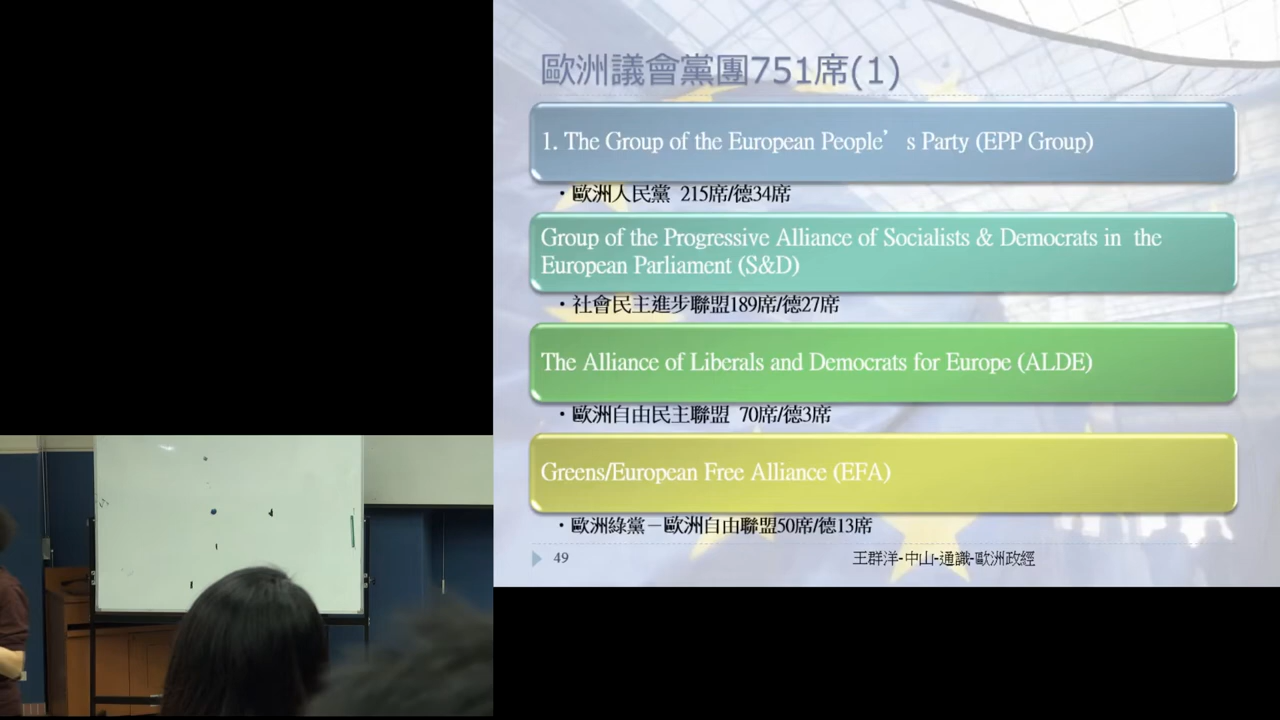 歐洲議會黨團751席(1)
1. The Group of the European People’ s Party (EPP Group)
・歐洲人民黨 215席/德34席
Group of the Progressive Alliance of Socialists & Democrats in the
European Parliament (S&D)
・社會民主進步聯盟189席/德27席
The Alliance of Liberals and Democrats for Europe (ALDE)
・歐洲自由民主聯盟 70席/德3席
Greens/European Free Alliance (EFA)
・歐洲綠黨－歐洲自由聯盟50席/德13席
49
王群洋-中山-通識-歐洲政經